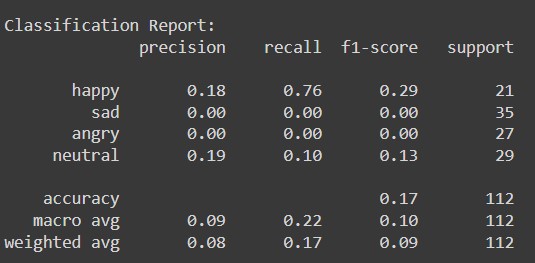 Classification Report:
precision recall f1-score support
happy 0.18 0.76 0.29 21
sad 0.00 0.00 0.00 35
angry 0.00 0.00 0.00 27
neutral 0.19 0.10 0.13 29
accuracy 0.17 112
macro avg 0.09 0.22 0.10 112
weighted avg 0.08 0.17 0.09 112